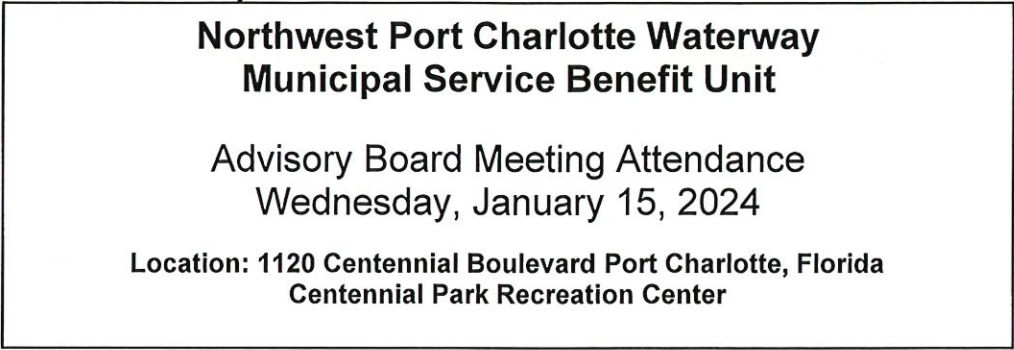 Northwest Port Charlotte Waterway
Municipal Service Benefit Unit
Advisory Board Meeting Attendance
Wednesday, January 15, 2024
Location: 1120 Centennial Boulevard Port Charlotte, Florida
Centennial Park Recreation Center